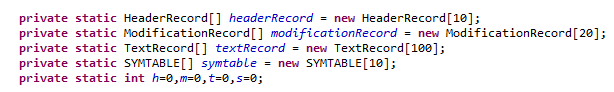 private static HeaderRecord[] headerRecord = new HeaderRecord[10];
private static ModificationRecord[] modificationRecord = new ModificationRecord[20];
private static TextRecord[] textRecord = new TextRecord[100];
private static SYMTABLE[] symtable = new SYMTABLE[10];
private static int h=0,m=0,t=0,s=0;